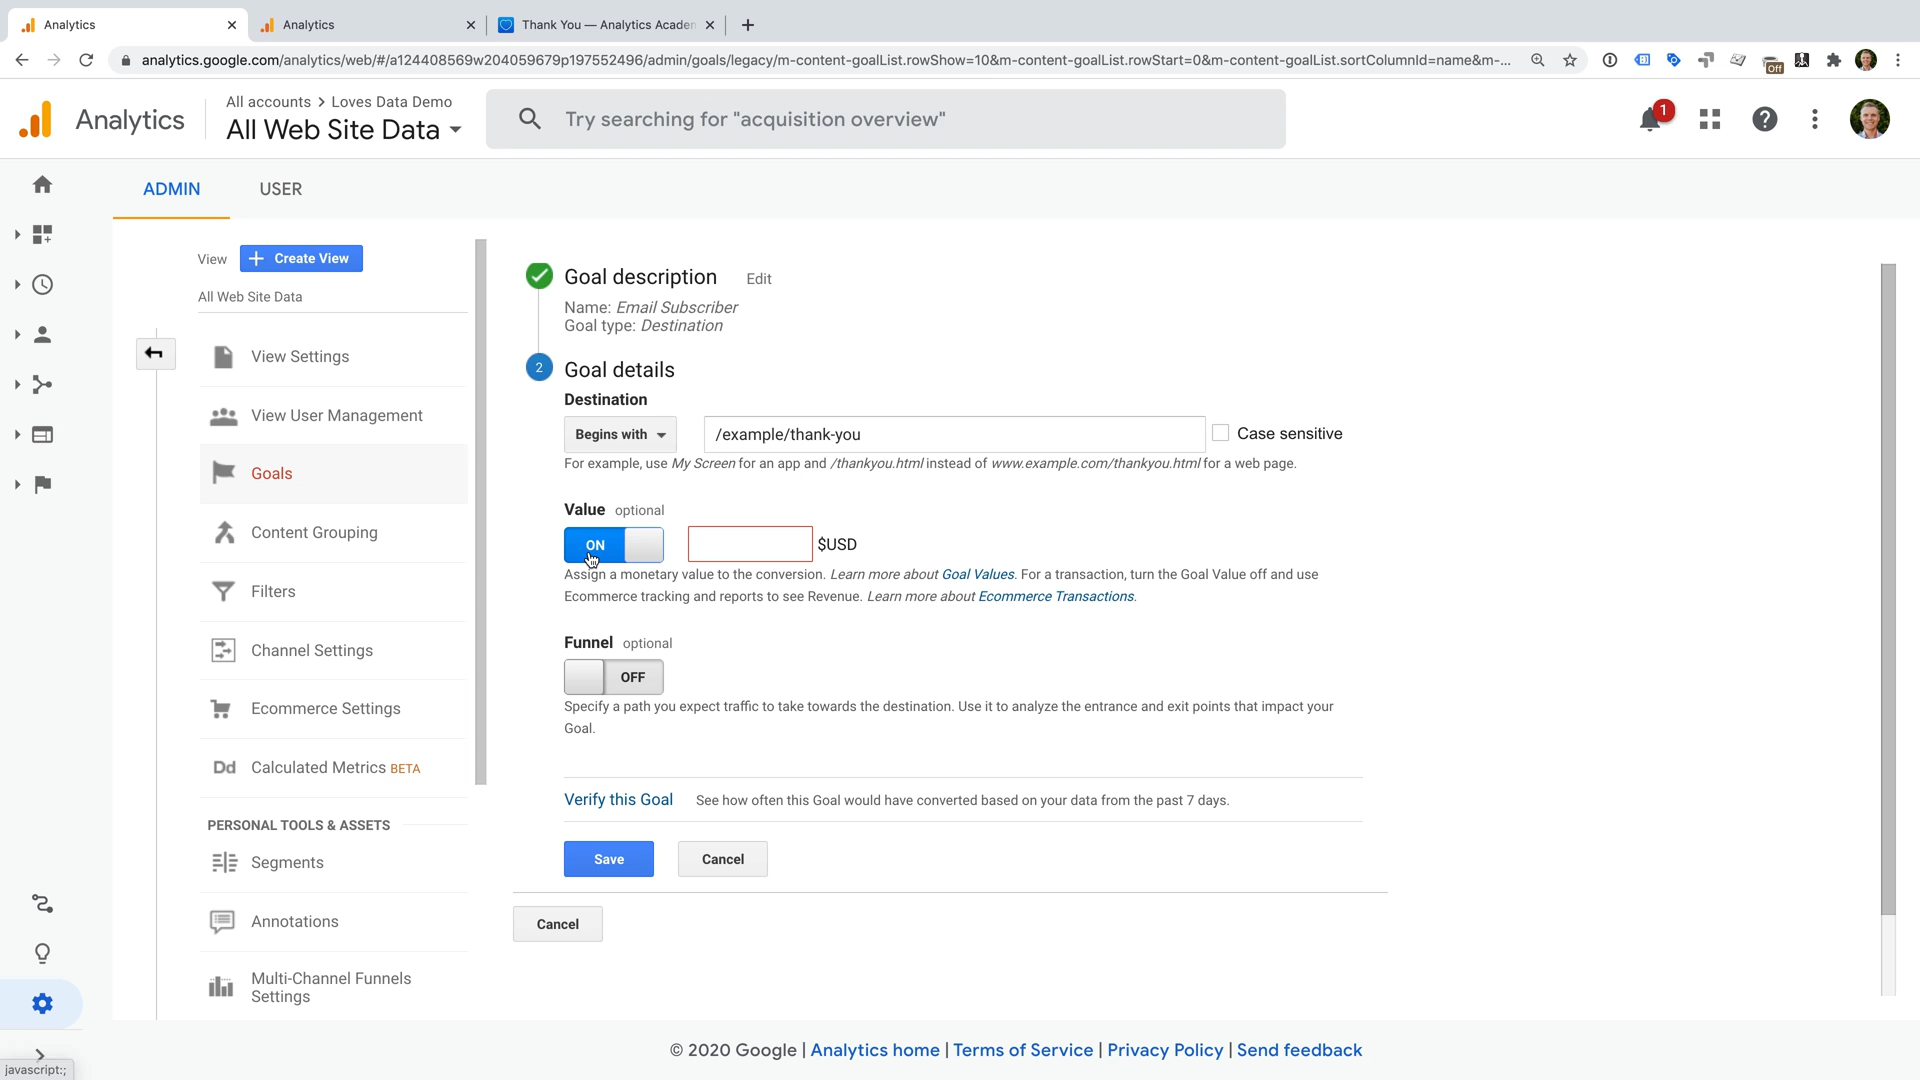 Analytics
Analytics
Thank You — Analytics Academ
analytics.google.com/analytics/web/#/a124408569w204059679p197552496/admin/goals/legacy/m-content-goalList.rowShow=10&m-content-goalList.rowStart=0&m-content-goalList.sortColumnId=name&m-...
Off
Analytics
All accounts > Loves Data Demo
All Web Site Data
Try searching for "acquisition overview"
1
ADMIN
USER
View
Create View
All Web Site Data
View Settings
View User Management
Goals
Content Grouping
Filters
Channel Settings
Ecommerce Settings
Dd Calculated Metrics BETA
PERSONAL TOOLS & ASSETS
Segments
Annotations
Multi-Channel Funnels
Settings
Goal description Edit
Name: Email Subscriber
Goal type: Destination
2 Goal details
Destination
Begins with /example/thank-you Case sensitive
For example, use My Screen for an app and /thankyou.html instead of www.example.com/thankyou.html for a web page.
Value optional
ON $USD
Assign a monetary value to the conversion. Learn more about Goal Values. For a transaction, turn the Goal Value off and use
Ecommerce tracking and reports to see Revenue. Learn more about Ecommerce Transactions.
Funnel optional
OFF
Specify a path you expect traffic to take towards the destination. Use it to analyze the entrance and exit points that impact your
Goal.
Verify this Goal See how often this Goal would have converted based on your data from the past 7 days.
Save Cancel
Cancel
© 2020 Google | Analytics home | Terms of Service | Privacy Policy | Send feedback
javascript:;